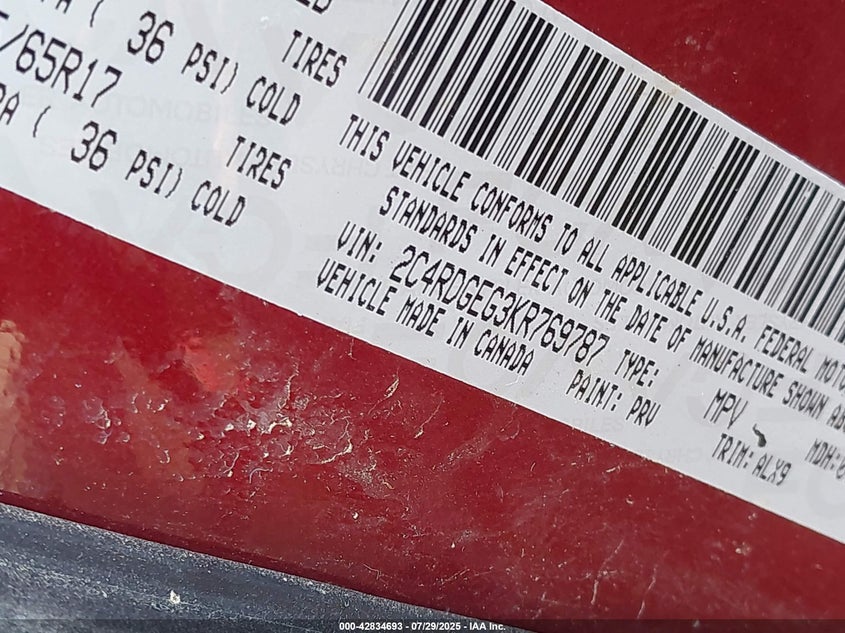 ( 36 PSI) COLD
TIRES
/65R17
PA ( 36 PSI) COLD
TIRES
THIS VEHICLE CONFORMS TO ALL APPLICABLE U.S.A. FEDERAL
STANDARDS IN EFFECT ON THE DATE OF MANUFACTURE SHOWN
VIN: 2C4RDGEG3KR769787 TYPE: MPV MDH:
VEHICLE MADE IN CANADA PAINT: PRV TRIM: ALX9
000-42834693 - 07/29/2025 - IAA Inc.